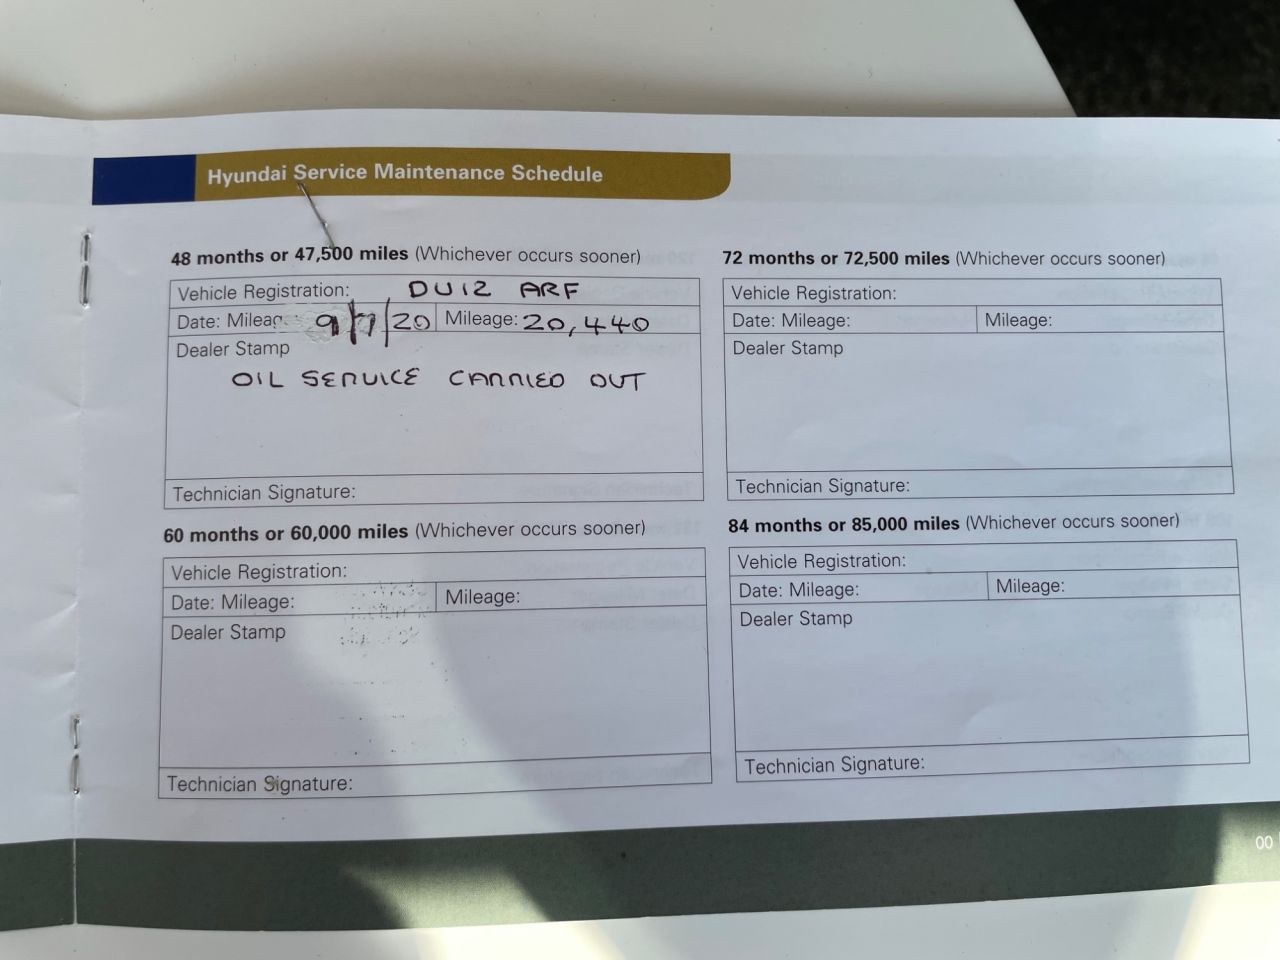 Hyundai Service Maintenance Schedule
48 months or 47,500 miles (Whichever occurs sooner)
Vehicle Registration: DU12 ARF
Date: Mileag 9/7/20 Mileage: 20,440
Dealer Stamp
OIL SERVICE CARRIED OUT
Technician Signature:
60 months or 60,000 miles (Whichever occurs sooner)
Vehicle Registration:
Date: Mileage: Mileage:
Dealer Stamp
Technician Signature:
72 months or 72,500 miles (Whichever occurs sooner)
Vehicle Registration:
Date: Mileage: Mileage:
Dealer Stamp
Technician Signature:
84 months or 85,000 miles (Whichever occurs sooner)
Vehicle Registration:
Date: Mileage: Mileage:
Dealer Stamp
Technician Signature:
00